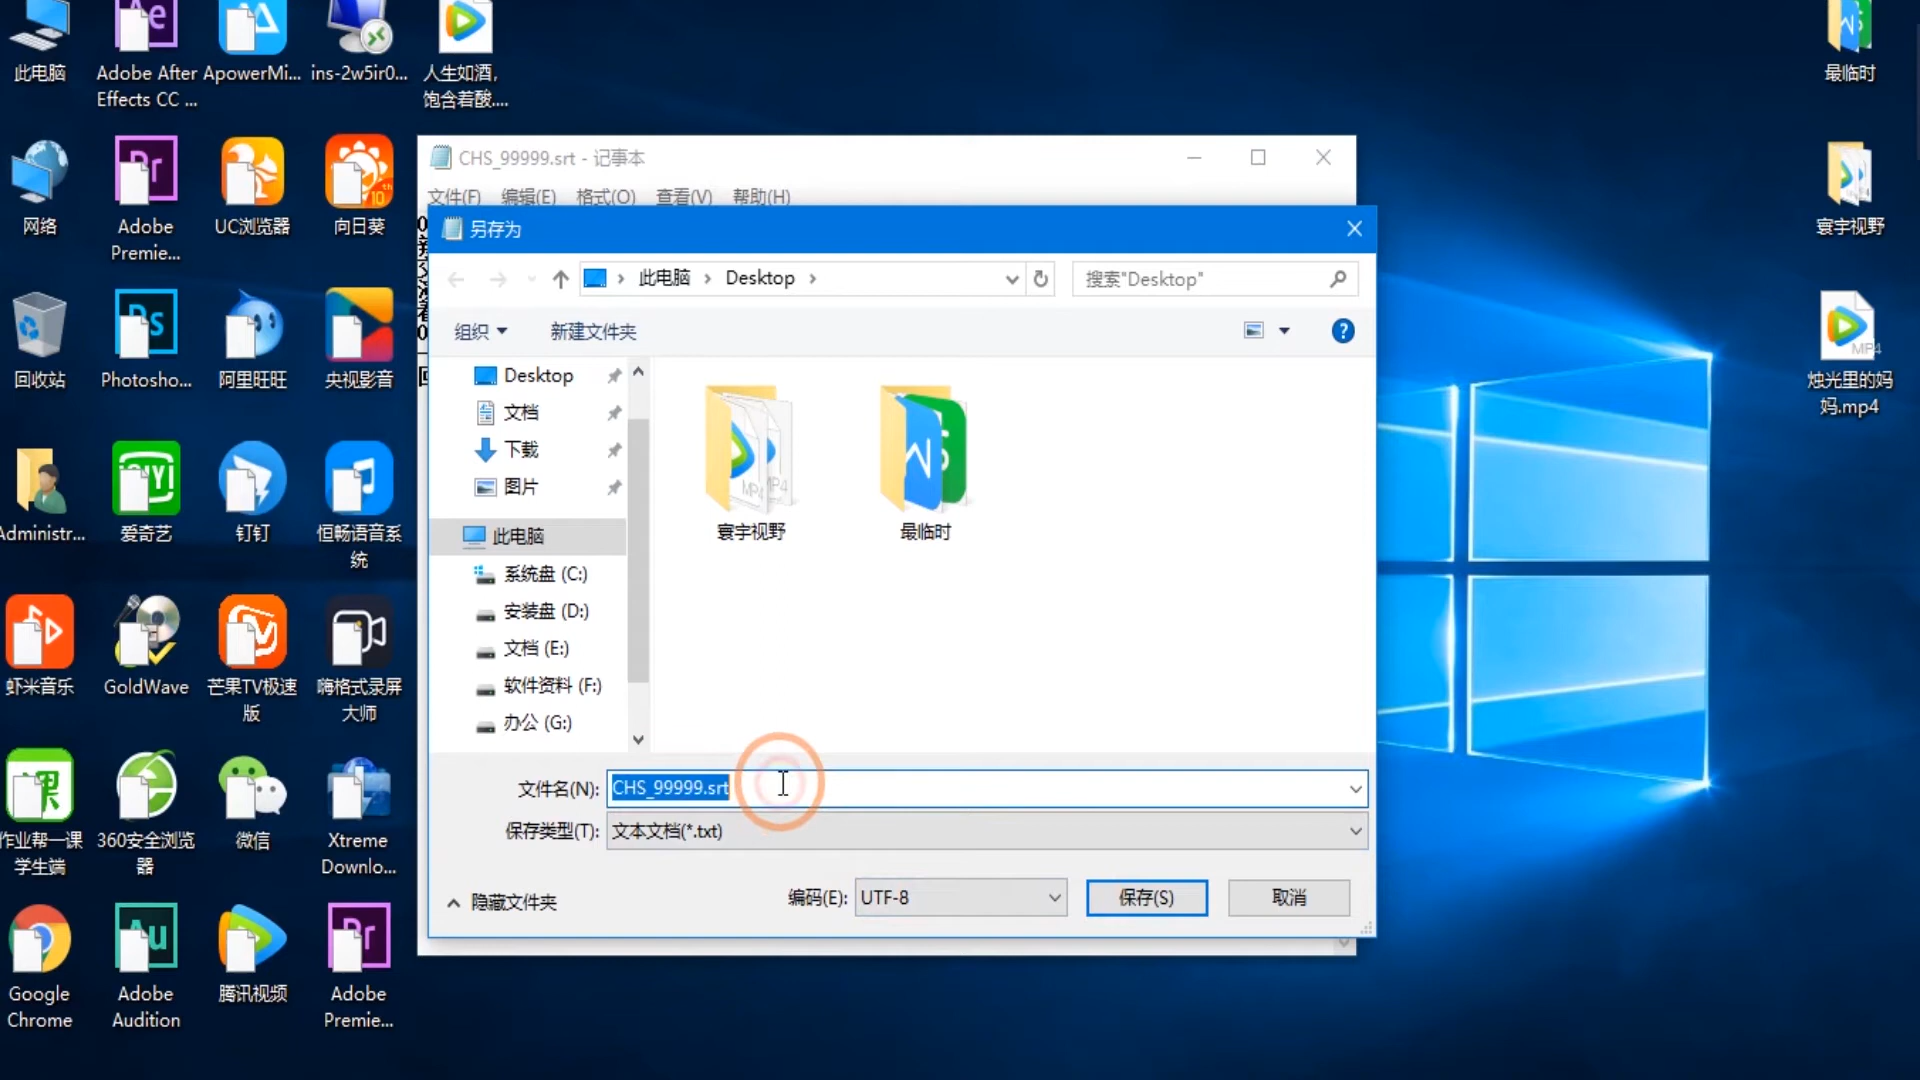 此电脑
Adobe After
Effects CC ...
ApowerMi...
ins-2w5ir0...
人生如酒,
饱含若酸....
最临时
网络
Adobe
Premie...
UC浏览器
向日葵
寰宇视野
回收站
Photosho...
阿里旺旺
央视影音
烛光里的妈
妈.mp4
Administr...
爱奇艺
钉钉
恒畅语音系
统
虾米音乐
GoldWave
芒果TV极速
版
嗨格式录屏
大师
作业帮一课
学生端
360安全浏览
器
微信
Xtreme
Downlo...
Google
Chrome
Adobe
Audition
腾讯视频
Adobe
Premie...
CHS_99999.srt - 记事本
文件(F) 编辑(E) 格式(O) 查看(V) 帮助(H)
另存为
此电脑 › Desktop ›
搜索"Desktop"
组织 新建文件夹
Desktop
文档
下载
图片
此电脑
系统盘 (C:)
安装盘 (D:)
文档 (E:)
软件资料 (F:)
办公 (G:)
寰宇视野
最临时
文件名(N): CHS_99999.srt
保存类型(T): 文本文档(*.txt)
隐藏文件夹
编码(E): UTF-8
保存(S)
取消